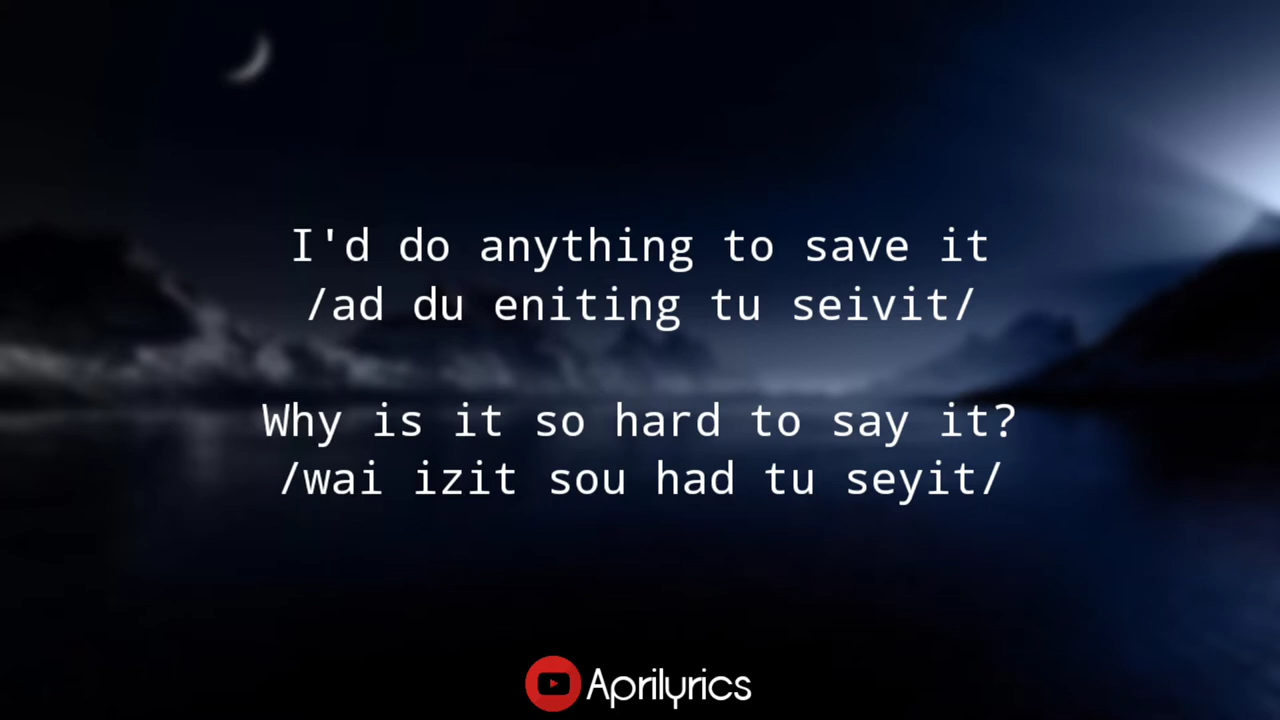 I'd do anything to save it
/ad du eniting tu seivit/
Why is it so hard to say it?
/wai izit sou had tu seyit/
Aprilyrics